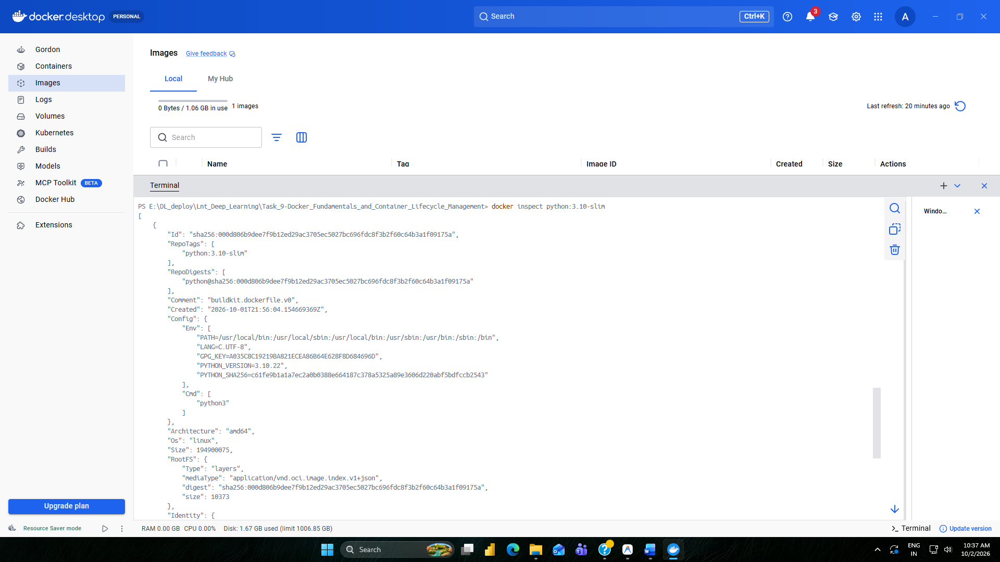 docker.desktop PERSONAL
Search Ctrl+K
3
A
Gordon
Containers
Images
Logs
Volumes
Kubernetes
Builds
Models
MCP Toolkit BETA
Docker Hub
Extensions
Upgrade plan
Images Give feedback
Local My Hub
0 Bytes / 1.06 GB in use 1 images
Last refresh: 20 minutes ago
Search
Name Tag Image ID Created Size Actions
Terminal
Windo...
PS E:\DL_deploy\Lnt_Deep_Learning\Task_9-Docker_Fundamentals_and_Container_Lifecycle_Management> docker inspect python:3.10-slim
[
    {
        "Id": "sha256:000d806b9dee7f9b12ed29ac3705ec5027bc696fdc8f3b2f60c64b3a1f09175a",
        "RepoTags": [
            "python:3.10-slim"
        ],
        "RepoDigests": [
            "python@sha256:000d806b9dee7f9b12ed29ac3705ec5027bc696fdc8f3b2f60c64b3a1f09175a"
        ],
        "Comment": "buildkit.dockerfile.v0",
        "Created": "2026-10-01T21:56:04.154669369Z",
        "Config": {
            "Env": [
                "PATH=/usr/local/bin:/usr/local/sbin:/usr/local/bin:/usr/sbin:/usr/bin:/sbin:/bin",
                "LANG=C.UTF-8",
                "GPG_KEY=A035C8C19219BA821ECEA86B64E628F8D684696D",
                "PYTHON_VERSION=3.10.22",
                "PYTHON_SHA256=c61fe9b1a1a7ec2a0b0388e664187c378a5325a89e3606d220abf5bdfccb2543"
            ],
            "Cmd": [
                "python3"
            ]
        },
        "Architecture": "amd64",
        "Os": "linux",
        "Size": 194900075,
        "RootFS": {
            "Type": "layers",
            "mediaType": "application/vnd.oci.image.index.v1+json",
            "digest": "sha256:000d806b9dee7f9b12ed29ac3705ec5027bc696fdc8f3b2f60c64b3a1f09175a",
            "size": 10373
        },
        "Identity": {
Resource Saver mode
RAM 0.00 GB CPU 0.00% Disk: 1.67 GB used (limit 1006.85 GB)
Terminal Update version
Search
ENG
IN
10:37 AM
10/2/2026